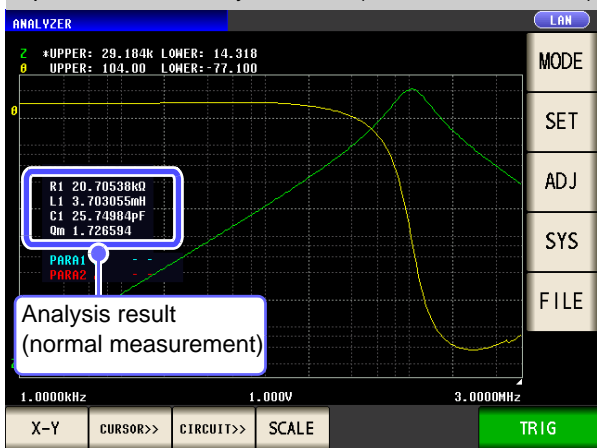 ANALYZER
LAN
Z *UPPER: 29.184k LOWER: 14.318
θ UPPER: 104.00 LOWER:-77.100
MODE
SET
ADJ
SYS
FILE
θ
R1 20.70538kΩ
L1 3.703055mH
C1 25.74984pF
Qm 1.726594
PARA1 - -
PARA2 - -
Analysis result
(normal measurement)
1.0000kHz 1.000V 3.0000MHz
X-Y CURSOR>> CIRCUIT>> SCALE TRIG